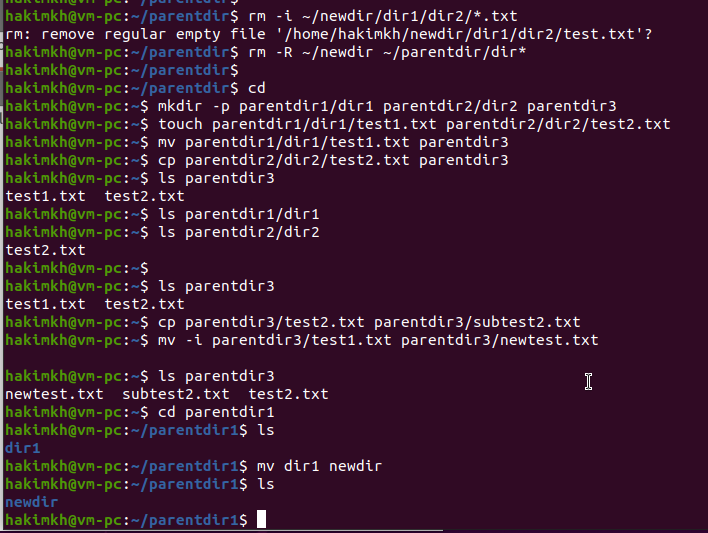 hakimkh@vm-pc:~/parentdir$ rm -i ~/newdir/dir1/dir2/*.txt
rm: remove regular empty file '/home/hakimkh/newdir/dir1/dir2/test.txt'?
hakimkh@vm-pc:~/parentdir$ rm -R ~/newdir ~/parentdir/dir*
hakimkh@vm-pc:~/parentdir$
hakimkh@vm-pc:~/parentdir$ cd
hakimkh@vm-pc:~$ mkdir -p parentdir1/dir1 parentdir2/dir2 parentdir3
hakimkh@vm-pc:~$ touch parentdir1/dir1/test1.txt parentdir2/dir2/test2.txt
hakimkh@vm-pc:~$ mv parentdir1/dir1/test1.txt parentdir3
hakimkh@vm-pc:~$ cp parentdir2/dir2/test2.txt parentdir3
hakimkh@vm-pc:~$ ls parentdir3
test1.txt  test2.txt
hakimkh@vm-pc:~$ ls parentdir1/dir1
hakimkh@vm-pc:~$ ls parentdir2/dir2
test2.txt
hakimkh@vm-pc:~$
hakimkh@vm-pc:~$ ls parentdir3
test1.txt  test2.txt
hakimkh@vm-pc:~$ cp parentdir3/test2.txt parentdir3/subtest2.txt
hakimkh@vm-pc:~$ mv -i parentdir3/test1.txt parentdir3/newtest.txt
hakimkh@vm-pc:~$ ls parentdir3
newtest.txt  subtest2.txt  test2.txt
hakimkh@vm-pc:~$ cd parentdir1
hakimkh@vm-pc:~/parentdir1$ ls
dir1
hakimkh@vm-pc:~/parentdir1$ mv dir1 newdir
hakimkh@vm-pc:~/parentdir1$ ls
newdir
hakimkh@vm-pc:~/parentdir1$